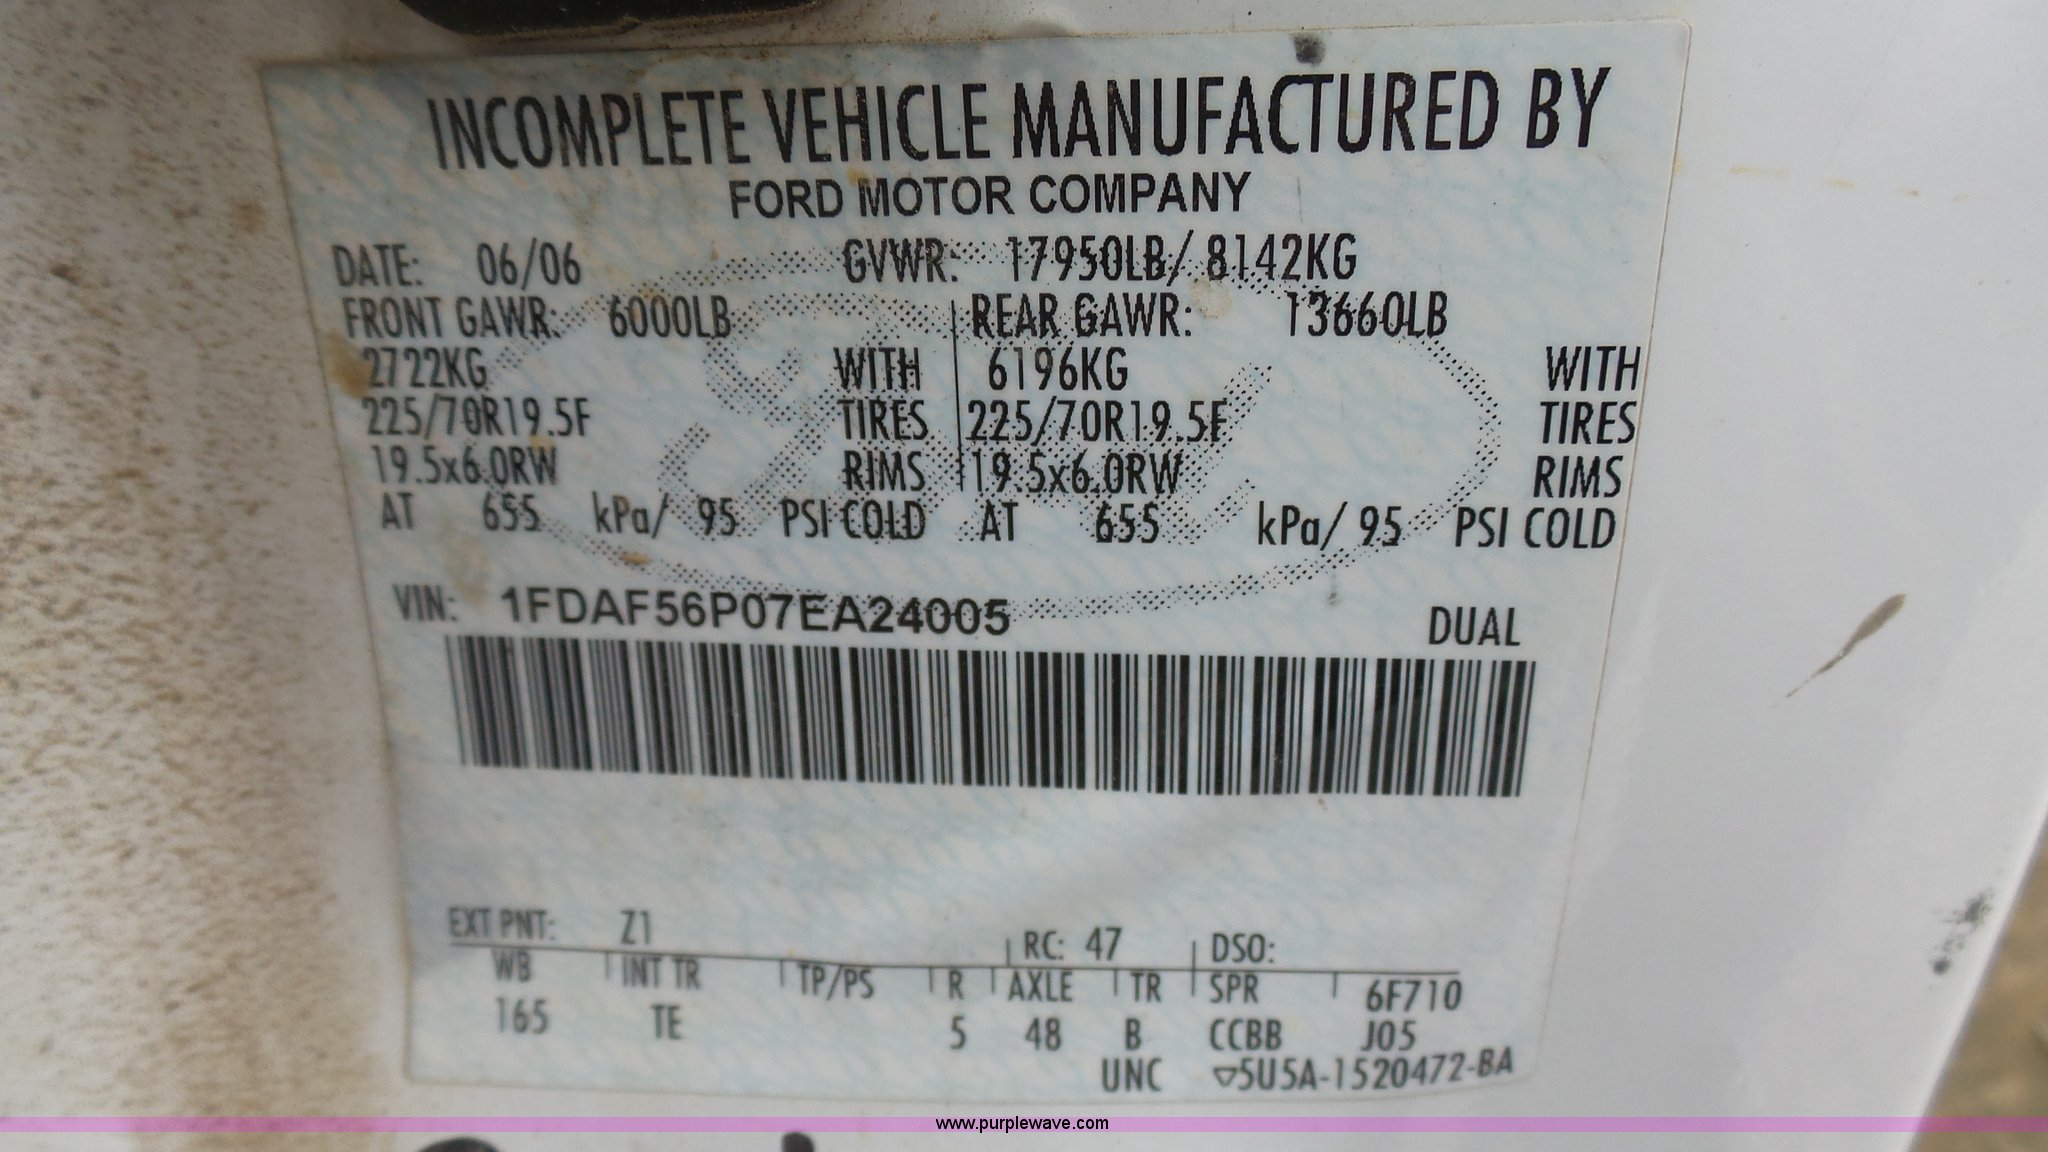 INCOMPLETE VEHICLE MANUFACTURED BY
FORD MOTOR COMPANY
DATE: 06/06 GVWR: 17950LB/ 8142KG
FRONT GAWR: 6000LB REAR GAWR: 13660LB
2722KG WITH 6196KG WITH
225/70R19.5F TIRES 225/70R19.5F TIRES
19.5x6.0RW RIMS 19.5x6.0RW RIMS
AT 655 kPa/ 95 PSI COLD AT 655 kPa/ 95 PSI COLD
VIN: 1FDAF56P07EA24005 DUAL
EXT PNT: Z1 RC: 47 DSO:
WB INT TR TP/PS R AXLE TR SPR 6F710
165 TE 5 48 B CCBB J05
UNC ▽5U5A-1520472-BA
www.purplewave.com